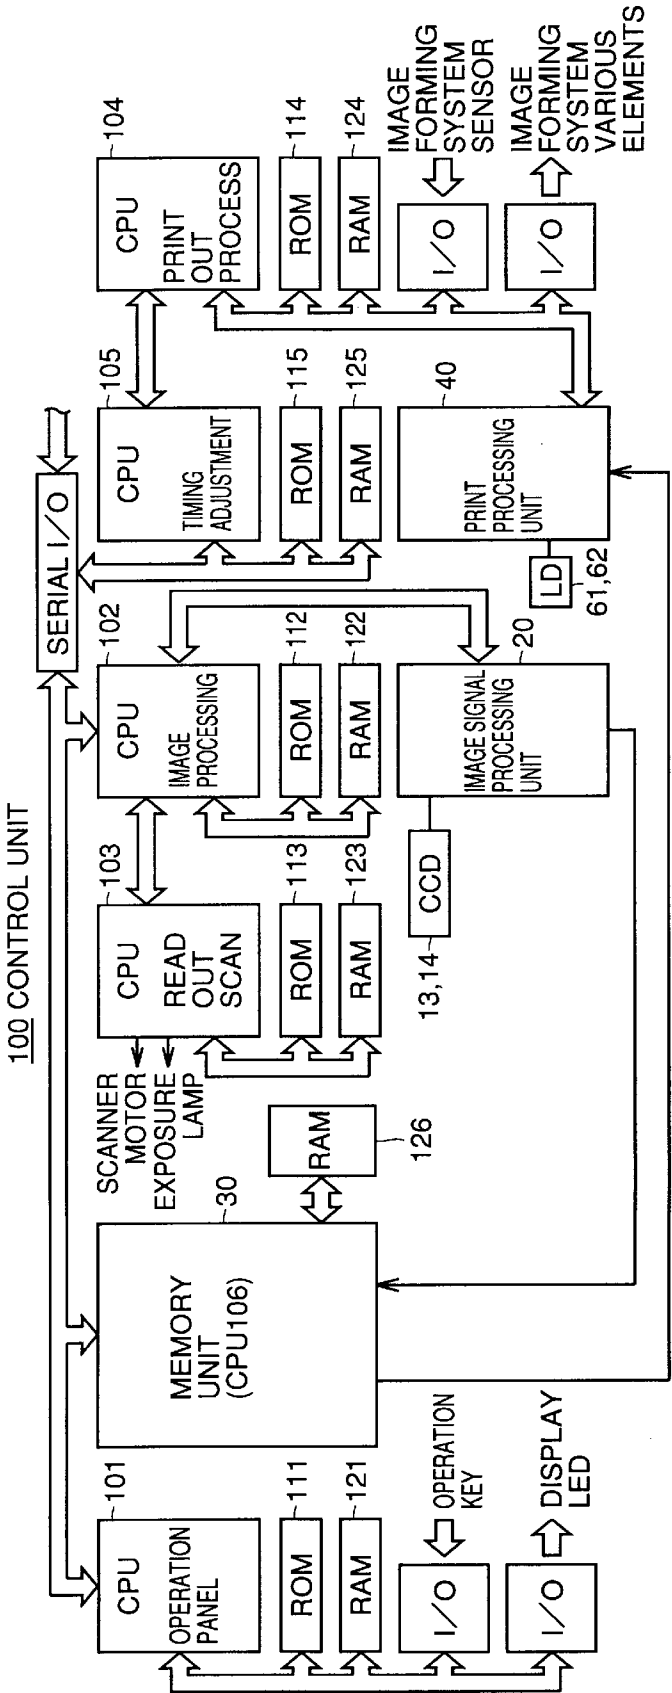 100 CONTROL UNIT
SERIAL I/O
101
CPU
OPERATION
PANEL
111
ROM
121
RAM
I/O
OPERATION
KEY
I/O
DISPLAY
LED
30
MEMORY
UNIT
(CPU106)
RAM
126
SCANNER
MOTOR
EXPOSURE
LAMP
103
CPU
READ
OUT
SCAN
113
ROM
123
RAM
102
CPU
IMAGE
PROCESSING
112
ROM
122
RAM
20
IMAGE SIGNAL
PROCESSING
UNIT
CCD
13,14
105
CPU
TIMING
ADJUSTMENT
115
ROM
125
RAM
40
PRINT
PROCESSING
UNIT
LD
61,62
104
CPU
PRINT
OUT
PROCESS
114
ROM
124
RAM
I/O
IMAGE
FORMING
SYSTEM
SENSOR
I/O
IMAGE
FORMING
SYSTEM
VARIOUS
ELEMENTS